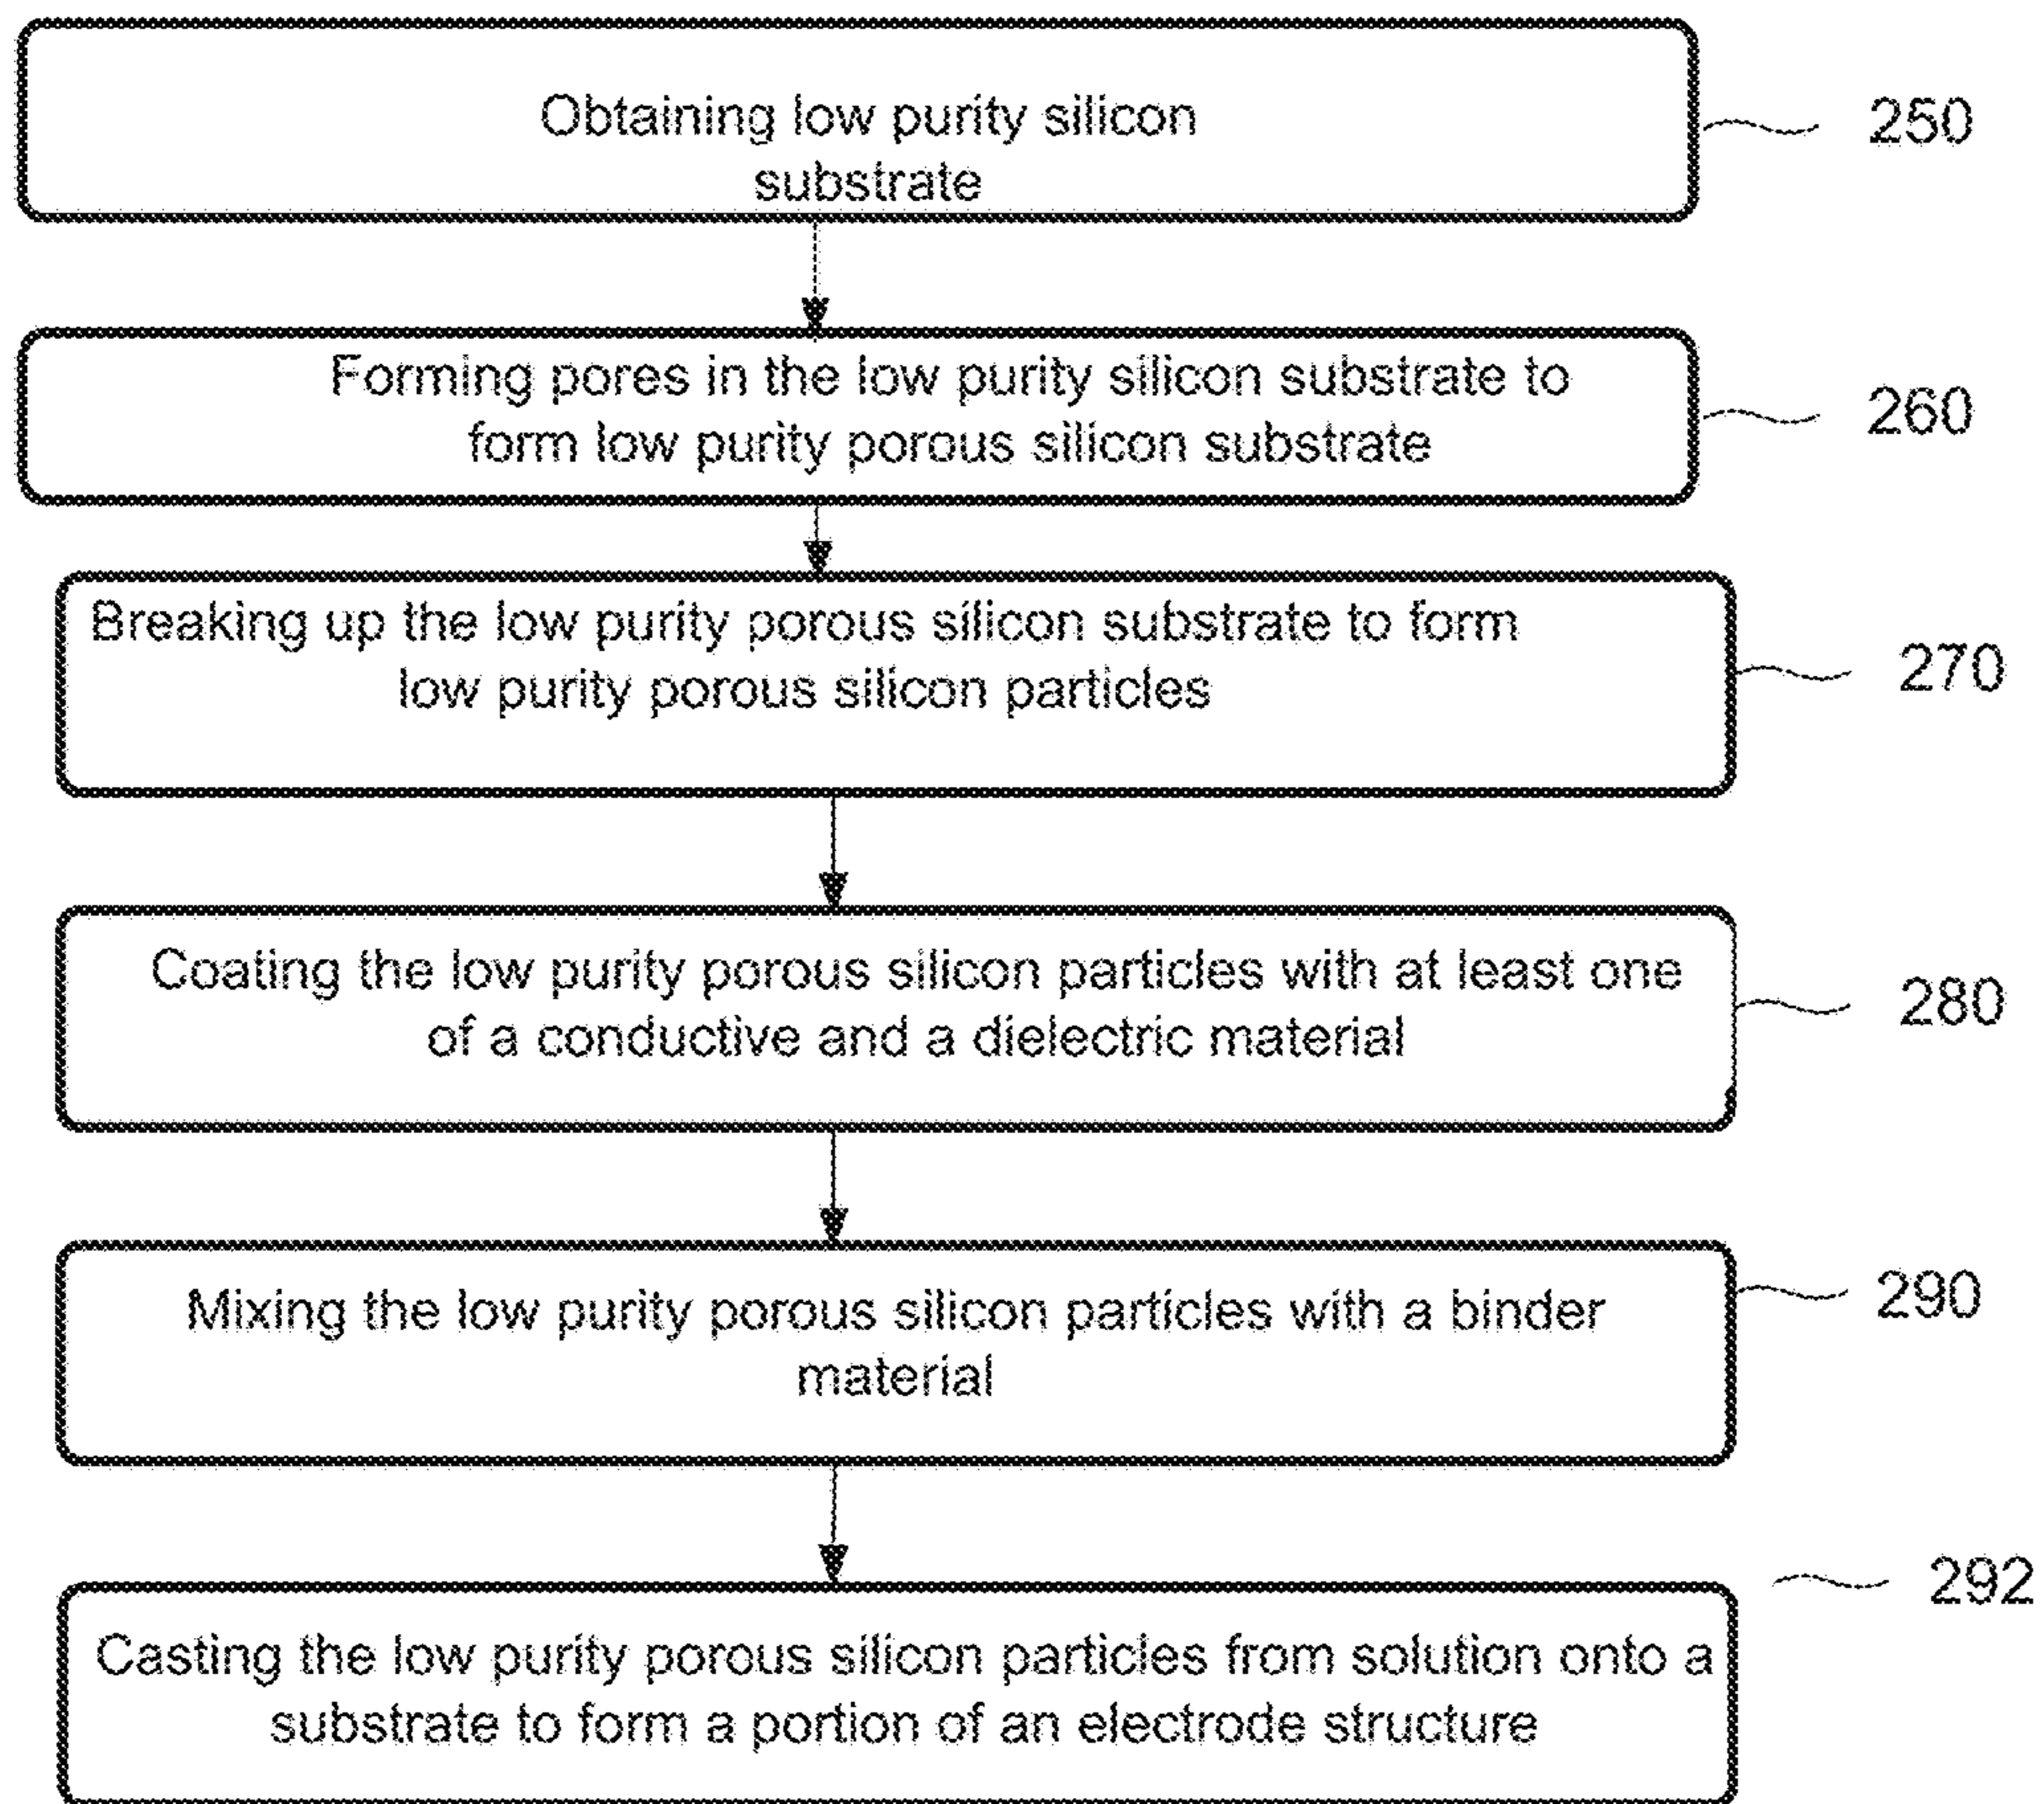 Obtaining low purity silicon
substrate
250
Forming pores in the low purity silicon substrate to
form low purity porous silicon substrate
260
Breaking up the low purity porous silicon substrate to form
low purity porous silicon particles
270
Coating the low purity porous silicon particles with at least one
of a conductive and a dielectric material
280
Mixing the low purity porous silicon particles with a binder
material
290
Casting the low purity porous silicon particles from solution onto a
substrate to form a portion of an electrode structure
292